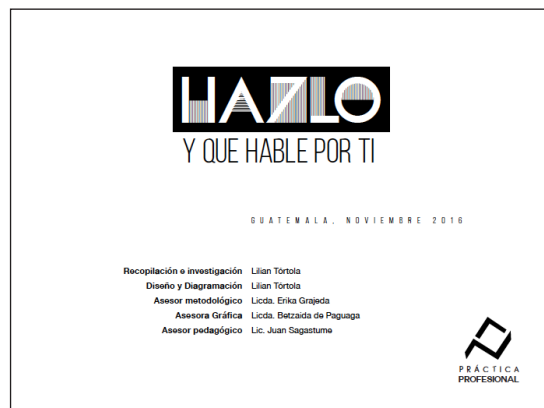 HAZLO
Y QUE HABLE POR TI
GUATEMALA, NOVIEMBRE 2016
Recopilación e investigación Lilian Tórtola
Diseño y Diagramación Lilian Tórtola
Asesor metodológico Licda. Erika Grajeda
Asesora Gráfica Licda. Betzaida de Paguaga
Asesor pedagógico Lic. Juan Sagastume
PRÁCTICA
PROFESIONAL